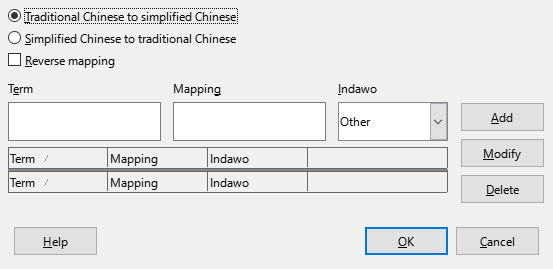 Traditional Chinese to simplified Chinese
Simplified Chinese to traditional Chinese
Reverse mapping
Term Mapping Indawo
Other
Add
Term / Mapping Indawo
Modify
Term / Mapping Indawo
Delete
Help OK Cancel